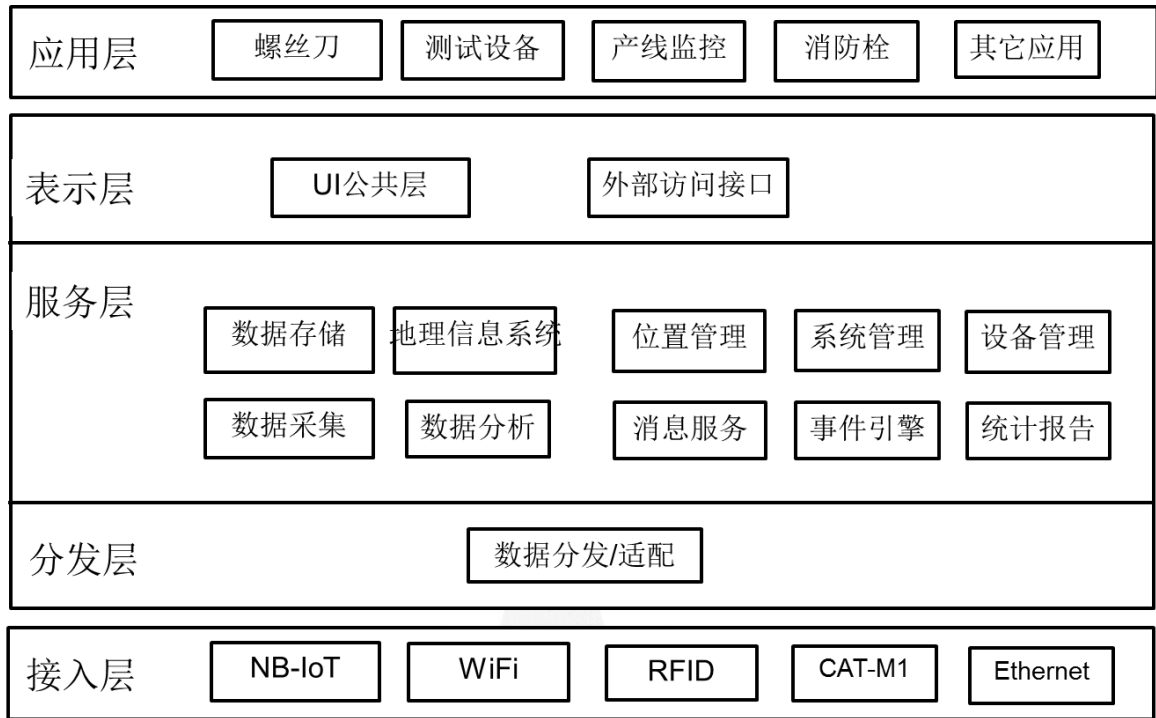 应用层 螺丝刀 测试设备 产线监控 消防栓 其它应用
表示层 UI公共层 外部访问接口
服务层
数据存储 地理信息系统 位置管理 系统管理 设备管理
数据采集 数据分析 消息服务 事件引擎 统计报告
分发层 数据分发/适配
接入层 NB-IoT WiFi RFID CAT-M1 Ethernet